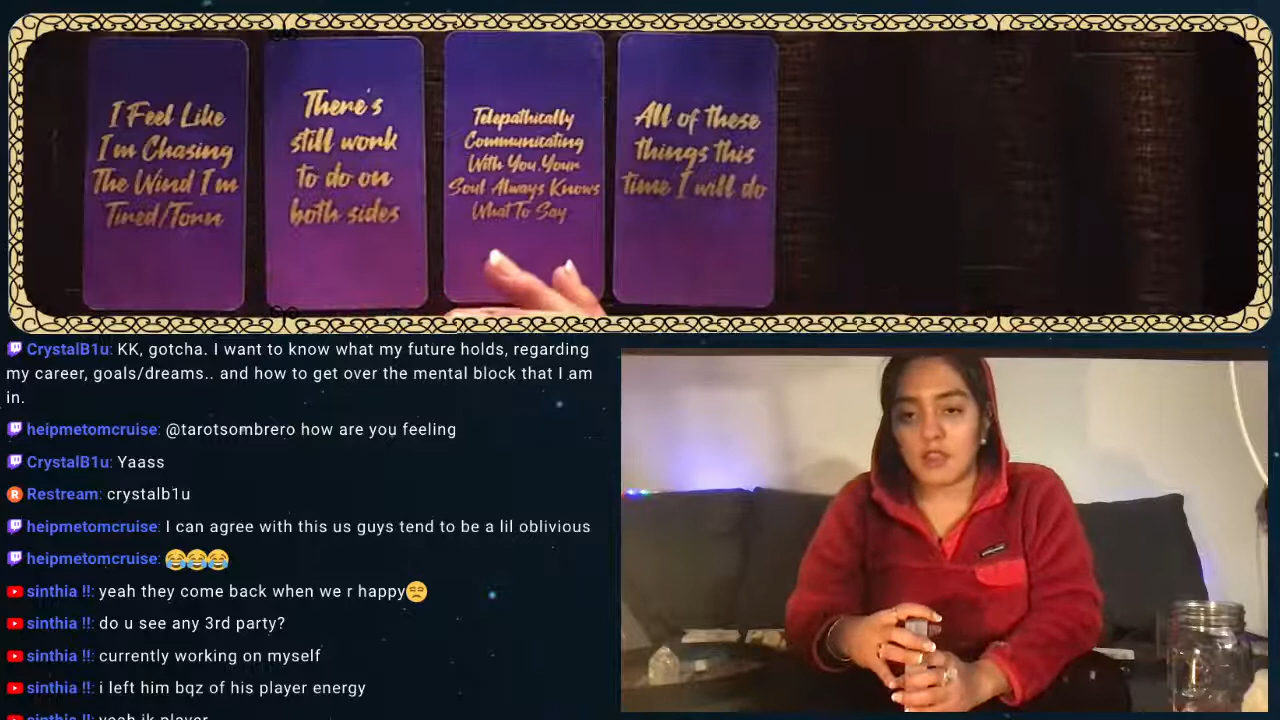 I Feel Like
I'm Chasing
The Wind I'm
Tired/Torn
There's
still work
to do on
both sides
Telepathically
Communicating
With You. Your
Soul Always Knows
What To Say
All of these
things this
time I will do
CrystalB1u: KK, gotcha. I want to know what my future holds, regarding
my career, goals/dreams.. and how to get over the mental block that I am
in.
heipmetomcruise: @tarotsombrero how are you feeling
CrystalB1u: Yaass
R Restream: crystalb1u
heipmetomcruise: I can agree with this us guys tend to be a lil oblivious
heipmetomcruise: 😂😂😂
sinthia !!: yeah they come back when we r happy😒
sinthia !!: do u see any 3rd party?
sinthia !!: currently working on myself
sinthia !!: i left him bqz of his player energy
sinthia !!: yeah ik player